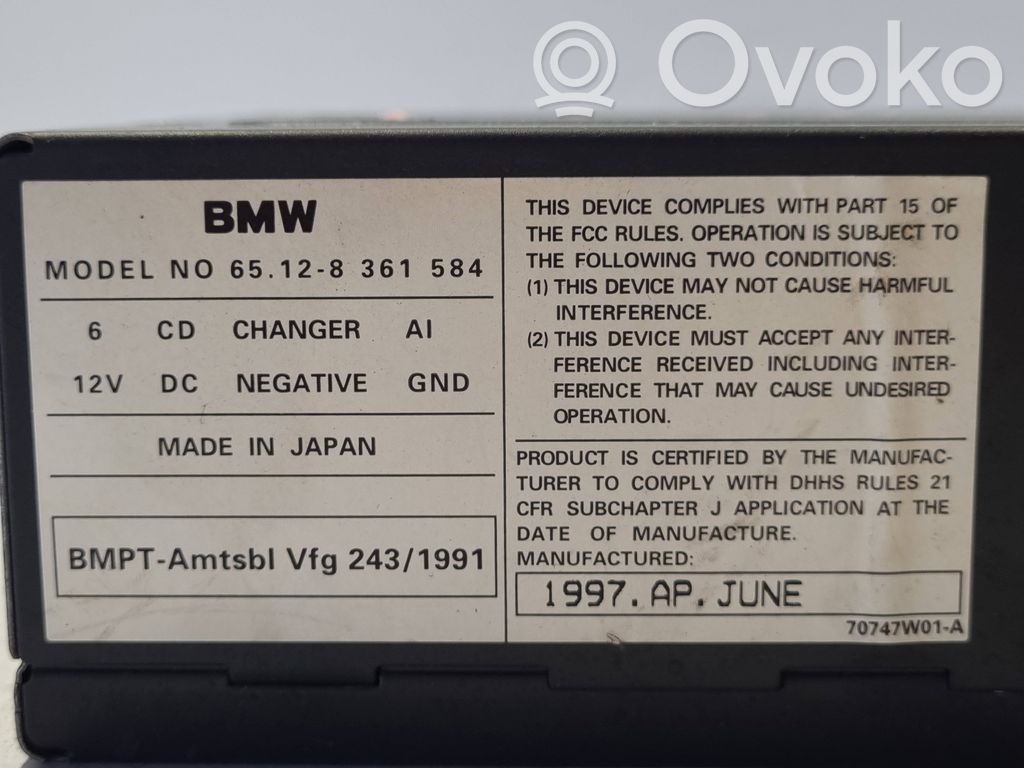 Ovoko
BMW
MODEL NO 65.12-8 361 584
6 CD CHANGER AI
12V DC NEGATIVE GND
MADE IN JAPAN
BMPT-Amtsbl Vfg 243/1991
THIS DEVICE COMPLIES WITH PART 15 OF
THE FCC RULES. OPERATION IS SUBJECT TO
THE FOLLOWING TWO CONDITIONS:
(1) THIS DEVICE MAY NOT CAUSE HARMFUL
INTERFERENCE.
(2) THIS DEVICE MUST ACCEPT ANY INTER-
FERENCE RECEIVED INCLUDING INTER-
FERENCE THAT MAY CAUSE UNDESIRED
OPERATION.
PRODUCT IS CERTIFIED BY THE MANUFAC-
TURER TO COMPLY WITH DHHS RULES 21
CFR SUBCHAPTER J APPLICATION AT THE
DATE OF MANUFACTURE.
MANUFACTURED:
1997.AP.JUNE
70747W01-A